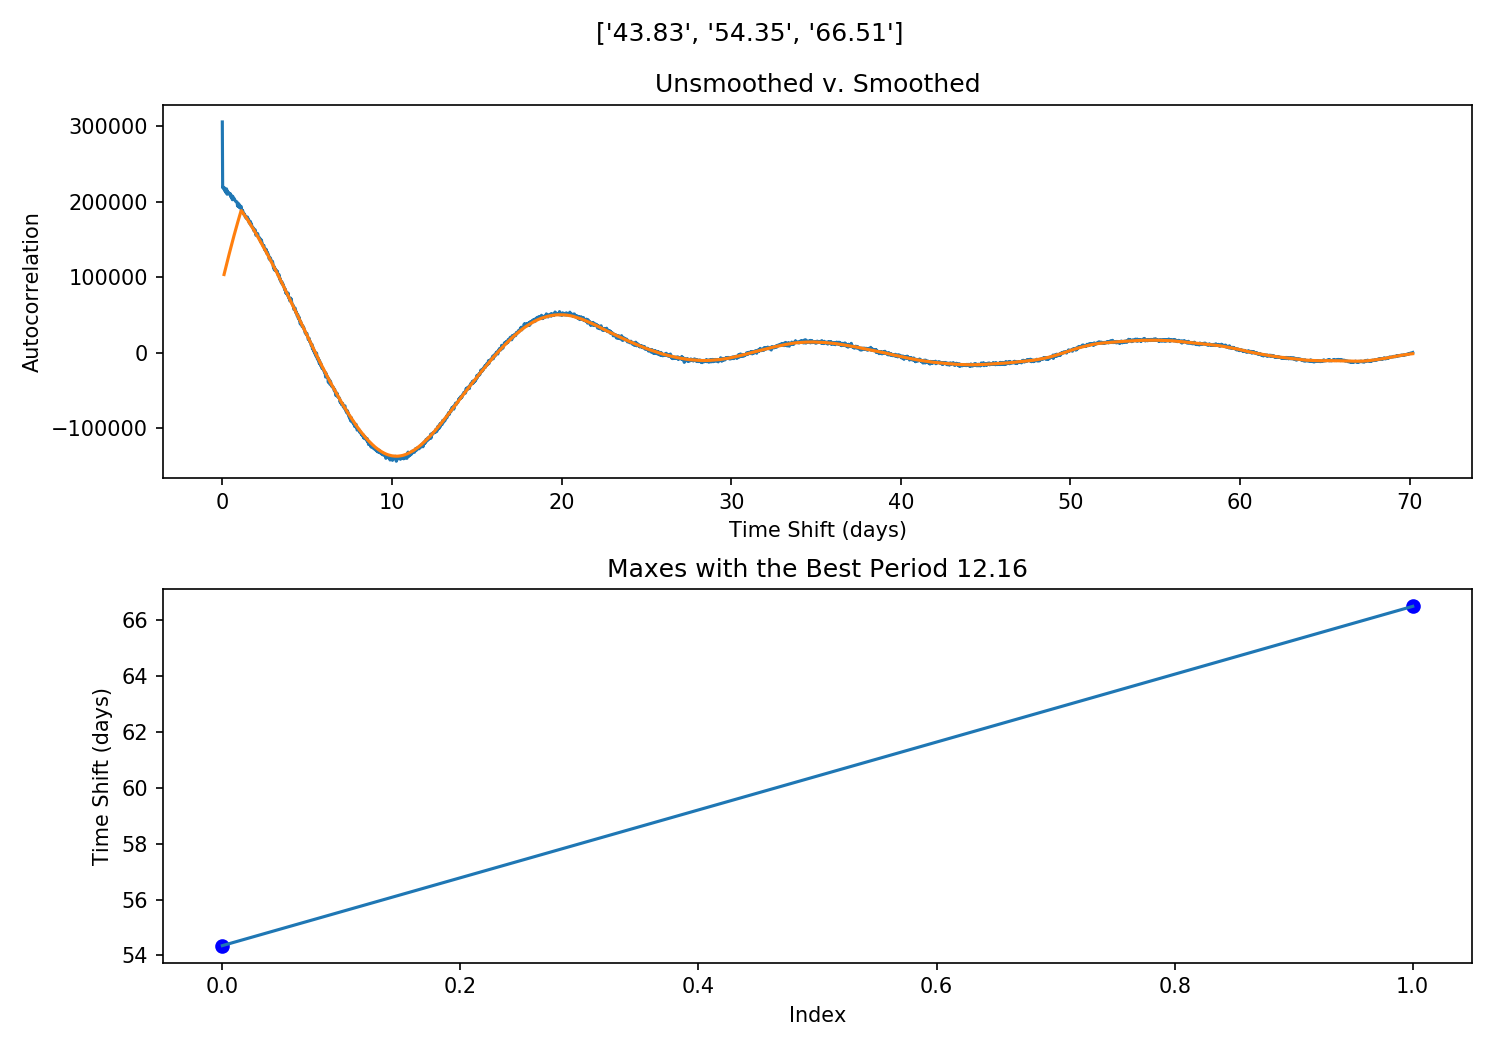 ['43.83', '54.35', '66.51']
Unsmoothed v. Smoothed
300000
200000
100000
0
−100000
Autocorrelation
0 10 20 30 40 50 60 70
Time Shift (days)
Maxes with the Best Period 12.16
66
64
62
60
58
56
54
Time Shift (days)
0.0 0.2 0.4 0.6 0.8 1.0
Index